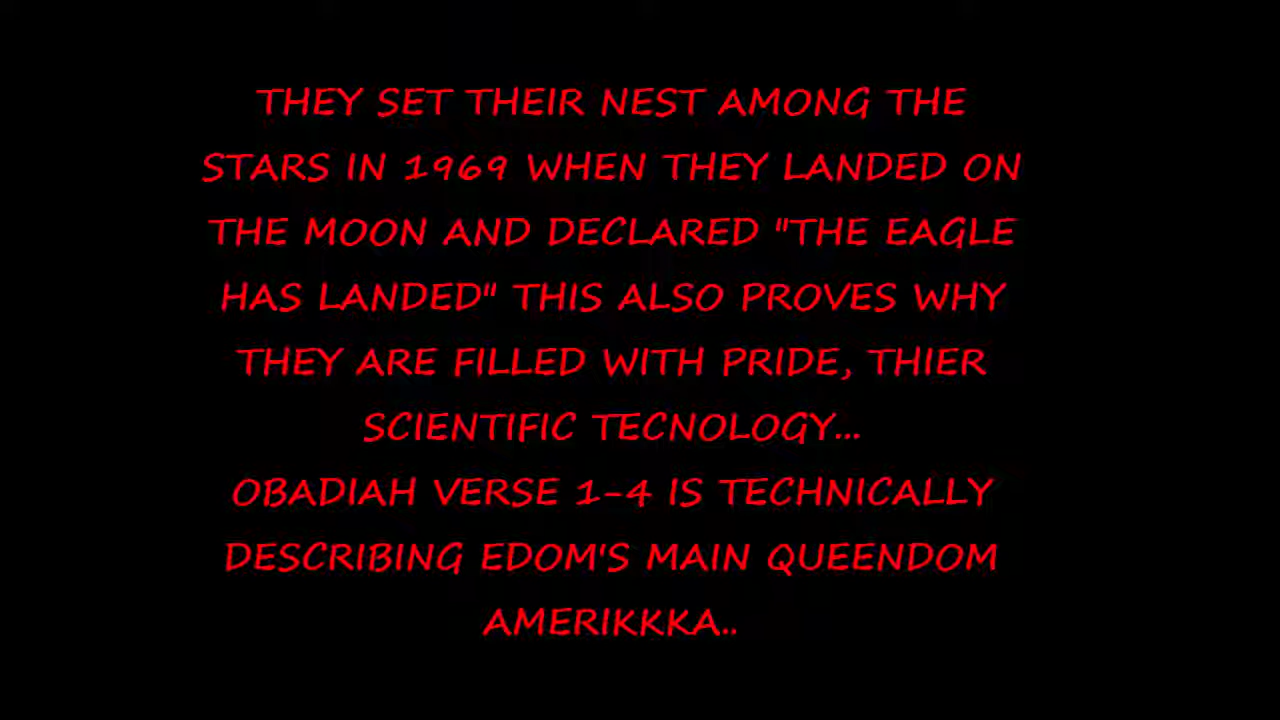 THEY SET THEIR NEST AMONG THE
STARS IN 1969 WHEN THEY LANDED ON
THE MOON AND DECLARED "THE EAGLE
HAS LANDED" THIS ALSO PROVES WHY
THEY ARE FILLED WITH PRIDE, THIER
SCIENTIFIC TECNOLOGY...
OBADIAH VERSE 1-4 IS TECHNICALLY
DESCRIBING EDOM'S MAIN QUEENDOM
AMERIKKKA..